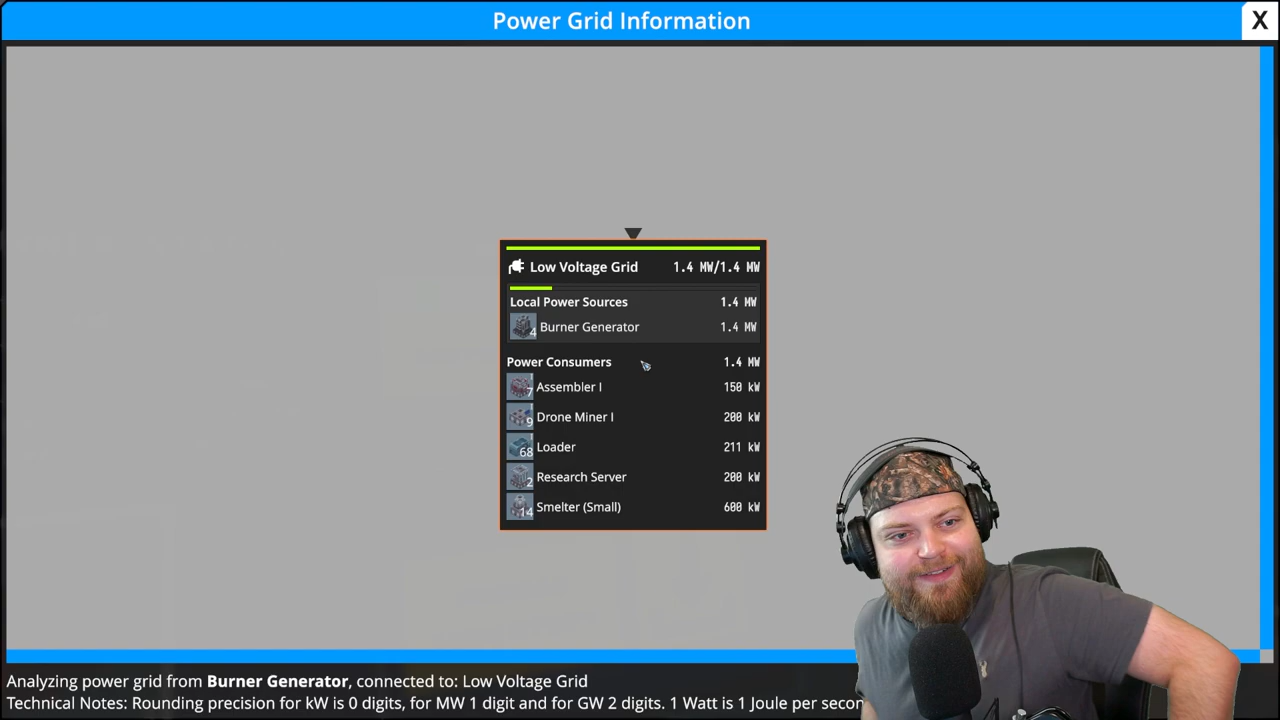 Power Grid Information
X
Low Voltage Grid 1.4 MW/1.4 MW
Local Power Sources 1.4 MW
4 Burner Generator 1.4 MW
Power Consumers 1.4 MW
7 Assembler I 150 kW
9 Drone Miner I 200 kW
68 Loader 211 kW
2 Research Server 200 kW
14 Smelter (Small) 600 kW
Analyzing power grid from Burner Generator, connected to: Low Voltage Grid
Technical Notes: Rounding precision for kW is 0 digits, for MW 1 digit and for GW 2 digits. 1 Watt is 1 Joule per secon